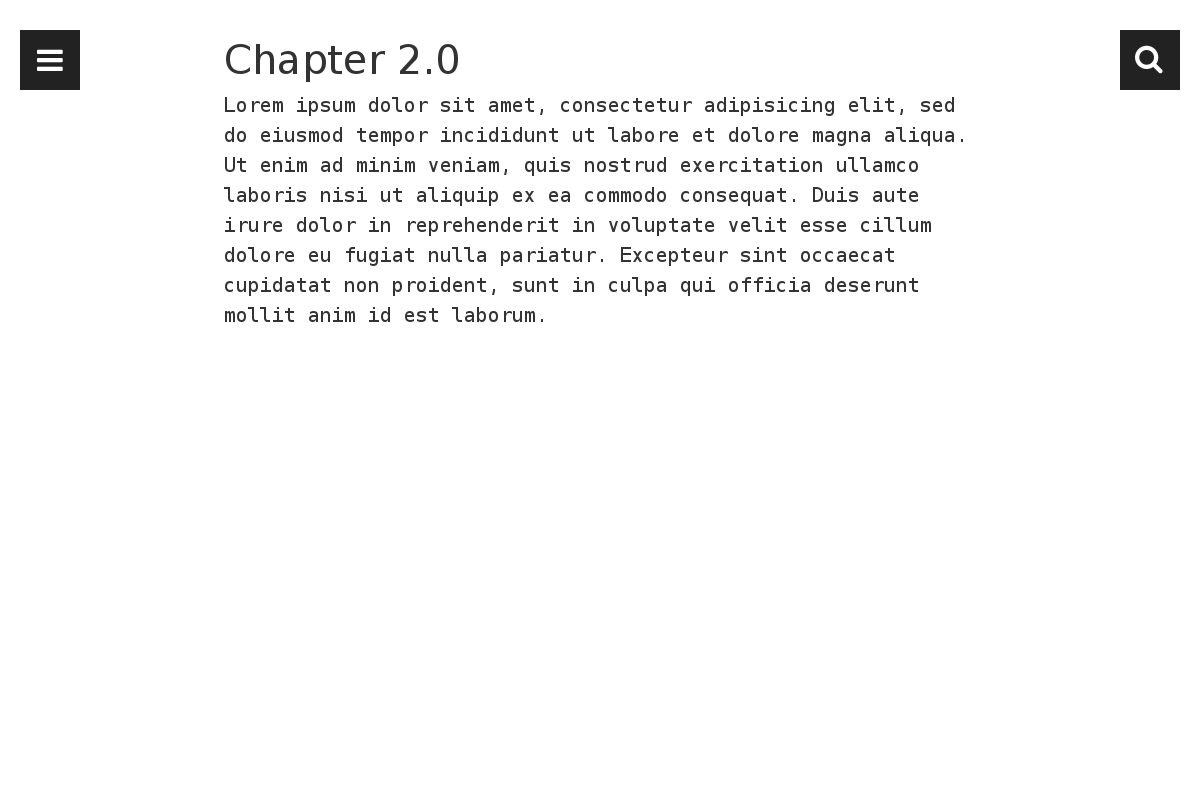 Chapter 2.0
Lorem ipsum dolor sit amet, consectetur adipisicing elit, sed
do eiusmod tempor incididunt ut labore et dolore magna aliqua.
Ut enim ad minim veniam, quis nostrud exercitation ullamco
laboris nisi ut aliquip ex ea commodo consequat. Duis aute
irure dolor in reprehenderit in voluptate velit esse cillum
dolore eu fugiat nulla pariatur. Excepteur sint occaecat
cupidatat non proident, sunt in culpa qui officia deserunt
mollit anim id est laborum.